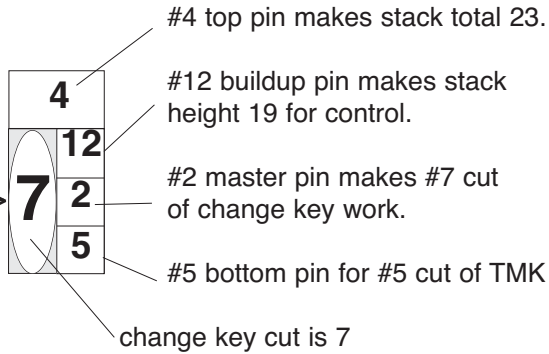 #4 top pin makes stack total 23.
4
#12 buildup pin makes stack
height 19 for control.
12
7
2
#2 master pin makes #7 cut
of change key work.
5
#5 bottom pin for #5 cut of TMK
change key cut is 7